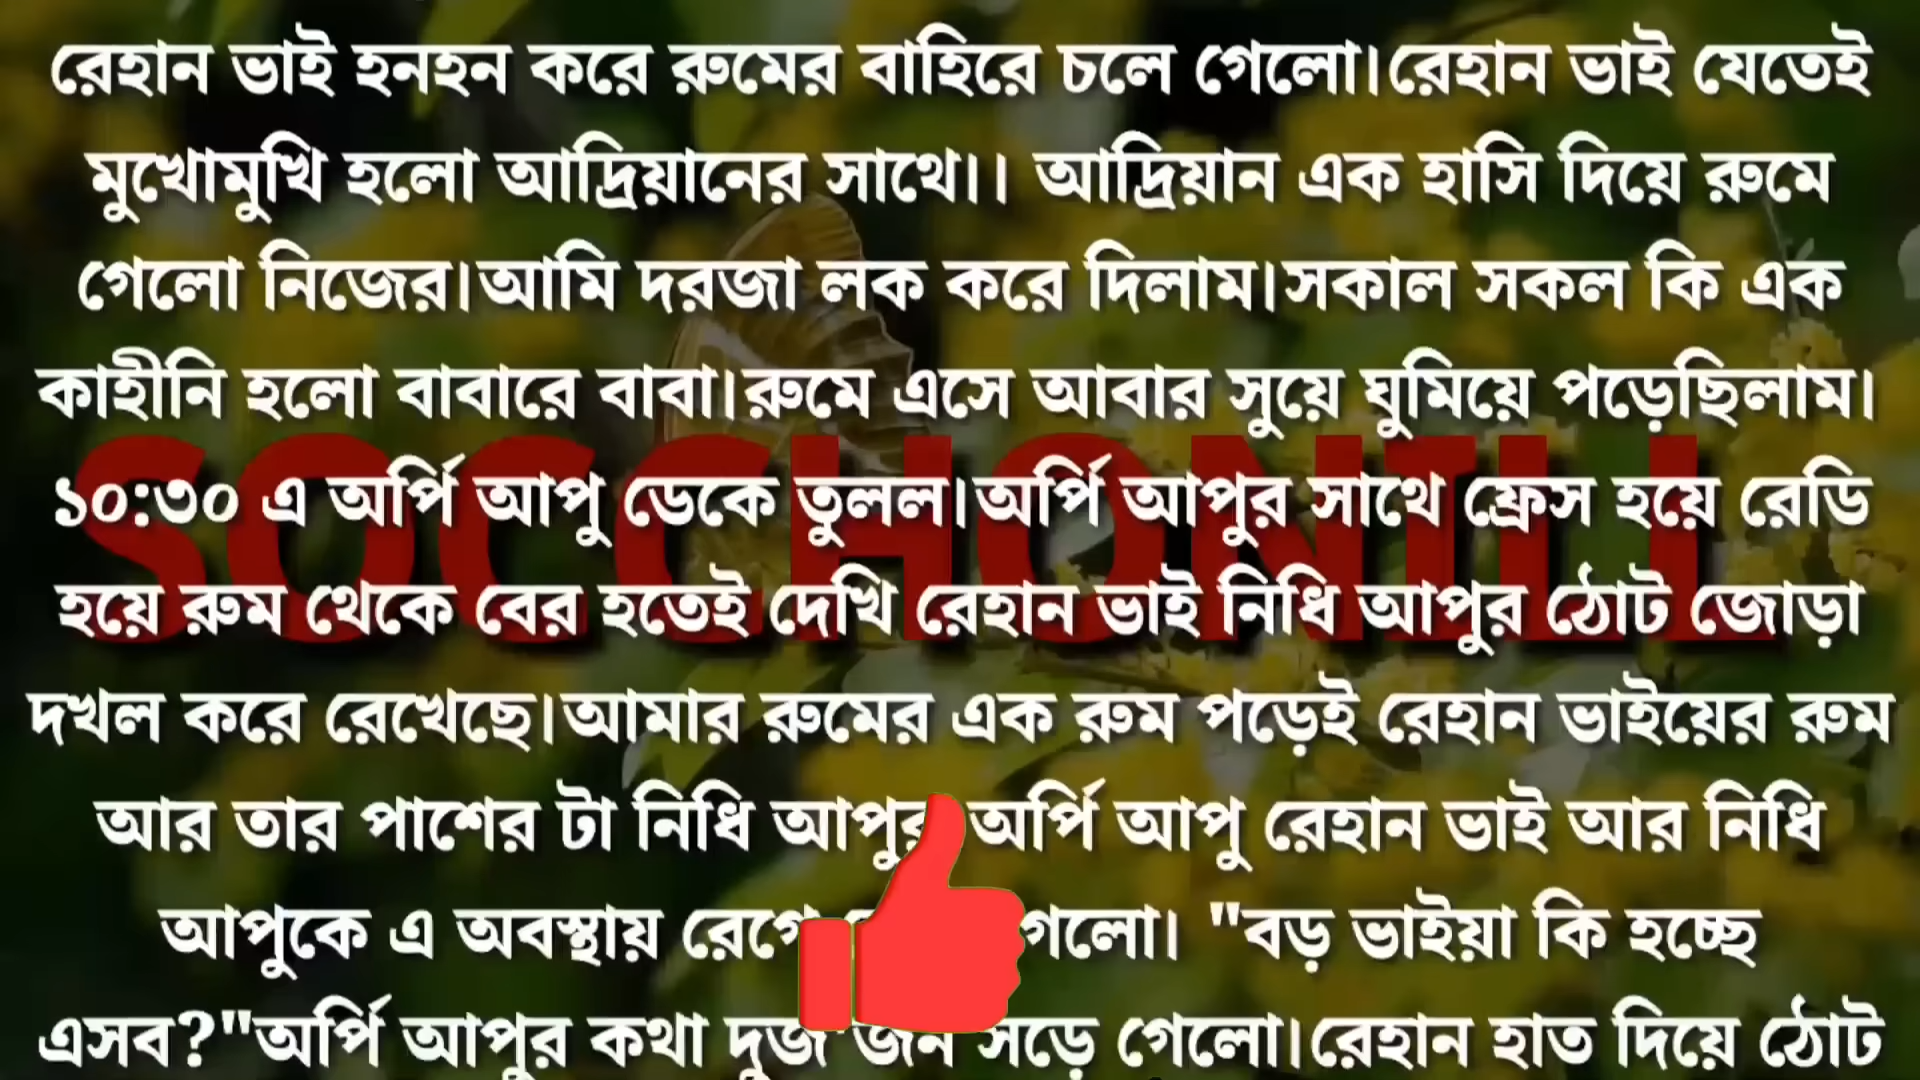 রেহান ভাই হনহন করে রুমের বাহিরে চলে গেলো।রেহান ভাই যেতেই
মুখোমুখি হলো আদ্রিয়ানের সাথে।। আদ্রিয়ান এক হাসি দিয়ে রুমে
গেলো নিজের।আমি দরজা লক করে দিলাম।সকাল সকল কি এক
কাহীনি হলো বাবারে বাবা।রুমে এসে আবার সুয়ে ঘুমিয়ে পড়েছিলাম।
SOCCHONILL
১০:৩০ এ অর্পি আপু ডেকে তুলল।অর্পি আপুর সাথে ফ্রেস হয়ে রেডি
হয়ে রুম থেকে বের হতেই দেখি রেহান ভাই নিধি আপুর ঠোট জোড়া
দখল করে রেখেছে।আমার রুমের এক রুম পড়েই রেহান ভাইয়ের রুম
আর তার পাশের টা নিধি আপুর অর্পি আপু রেহান ভাই আর নিধি
আপুকে এ অবস্থায় রেগে গেলো। "বড় ভাইয়া কি হচ্ছে
এসব?"অর্পি আপুর কথা দুজ জন সড়ে গেলো।রেহান হাত দিয়ে ঠোট